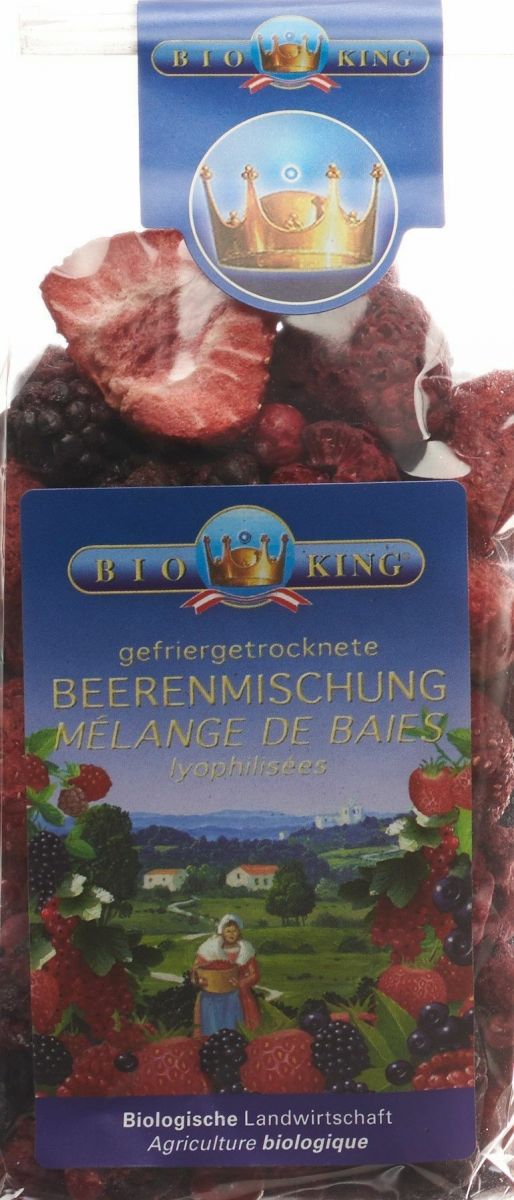 BIO KING
BIO KING
gefriergetrocknete
BEERENMISCHUNG
MÉLANGE DE BAIES
lyophilisées
Biologische Landwirtschaft
Agriculture biologique